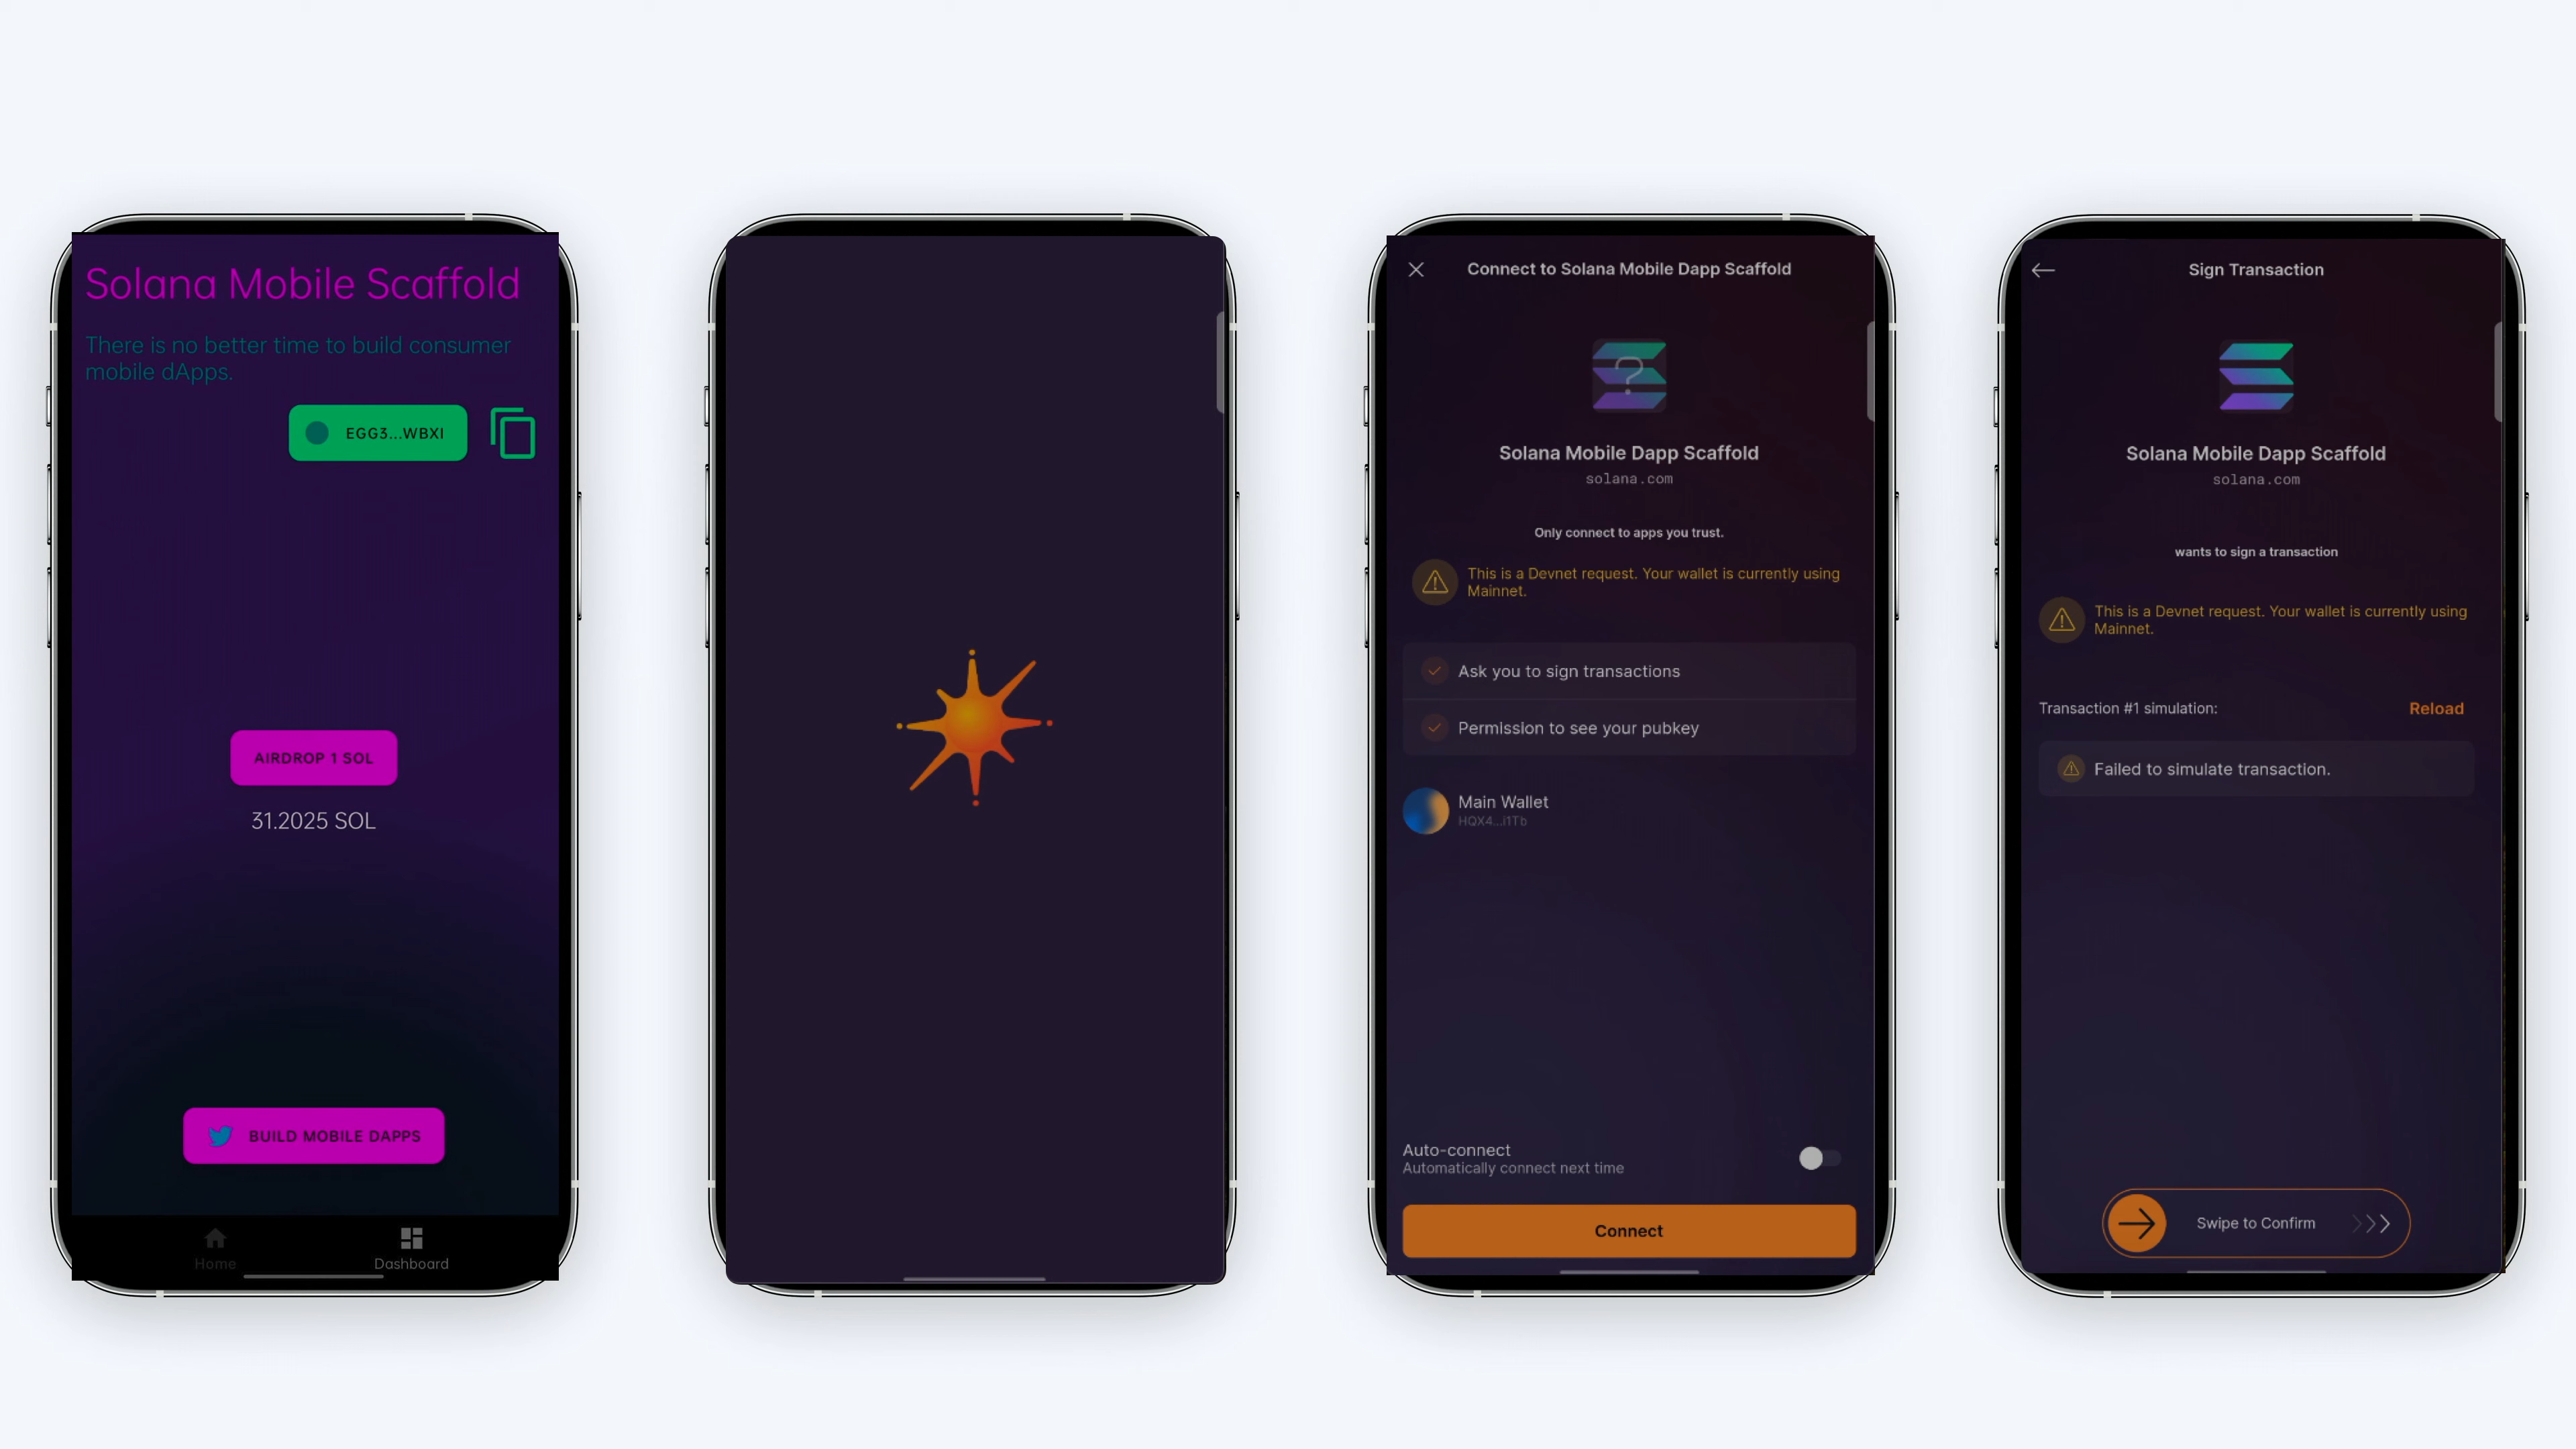 Solana Mobile Scaffold
There is no better time to build consumer
mobile dApps.
EGG3...WBXI
AIRDROP 1 SOL
31.2025 SOL
BUILD MOBILE DAPPS
Home
Dashboard
Connect to Solana Mobile Dapp Scaffold
?
Solana Mobile Dapp Scaffold
solana.com
Only connect to apps you trust.
This is a Devnet request. Your wallet is currently using
Mainnet.
Ask you to sign transactions
Permission to see your pubkey
Main Wallet
HQX4...i1Tb
Auto-connect
Automatically connect next time
Connect
Sign Transaction
Solana Mobile Dapp Scaffold
solana.com
wants to sign a transaction
This is a Devnet request. Your wallet is currently using
Mainnet.
Transaction #1 simulation:
Reload
Failed to simulate transaction.
Swipe to Confirm